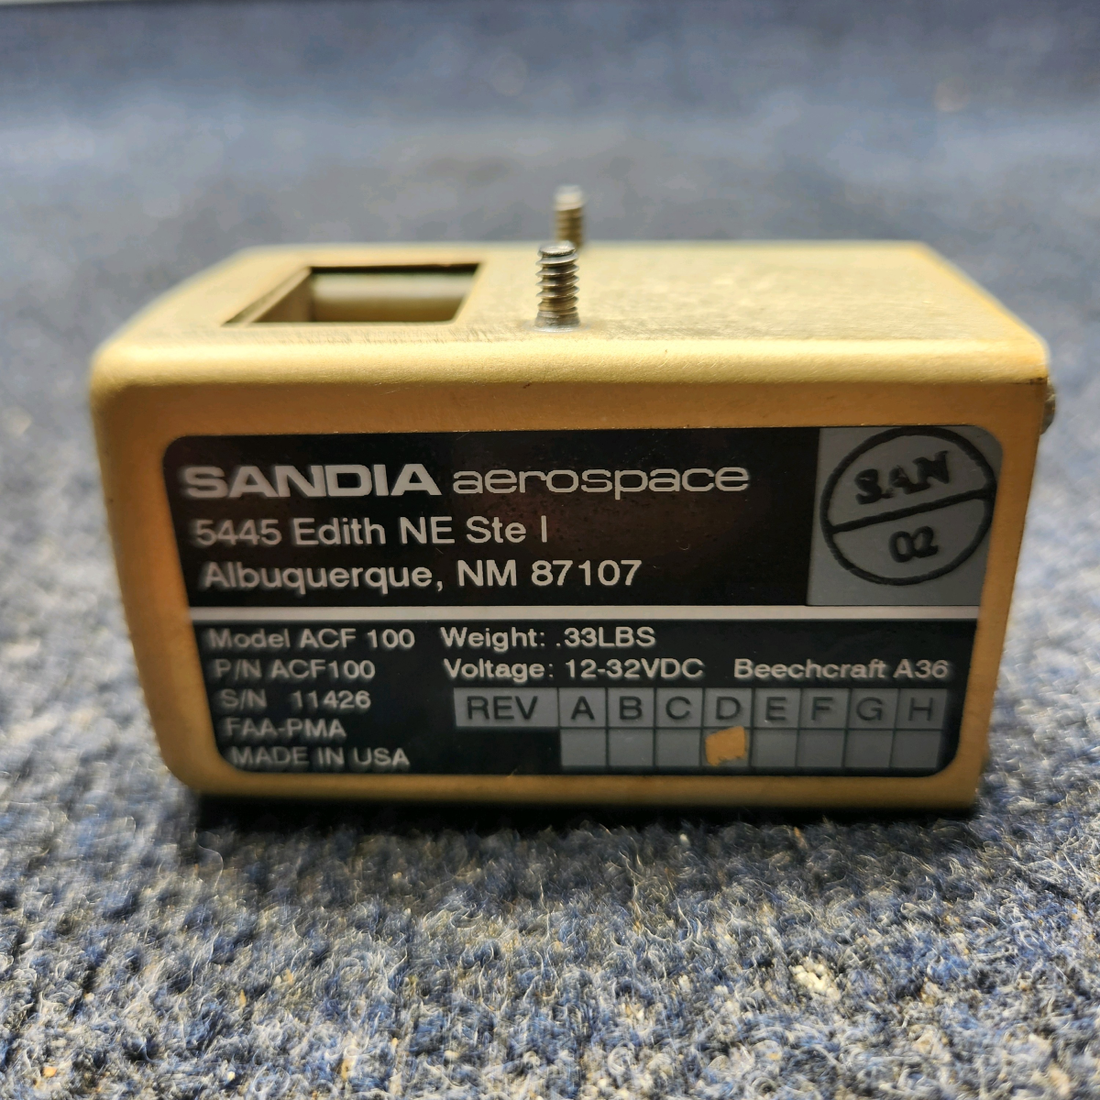 SANDIA aerospace
5445 Edith NE Ste I
Albuquerque, NM 87107
SAN
02
Model ACF 100 Weight: .33LBS
P/N ACF100 Voltage: 12-32VDC Beechcraft A36
S/N 11426
REV A B C D E F G H
FAA-PMA
MADE IN USA